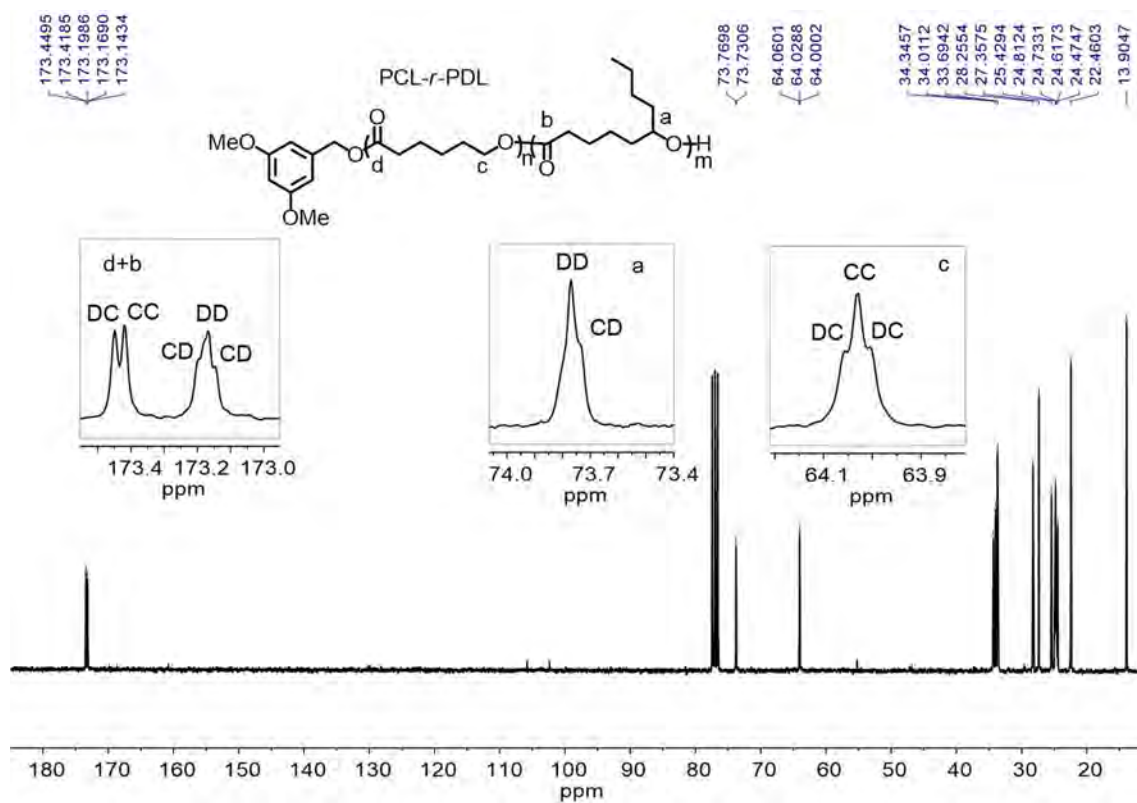 173.4495
173.4185
173.1986
173.1690
173.1434
73.7698
73.7306
64.0601
64.0288
64.0002
34.3457
34.0112
33.6942
28.2554
27.3575
25.4294
24.8124
24.7331
24.6173
24.4747
22.4603
13.9047
PCL-r-PDL
MeO
OMe
O
O
d
c
O
n
b
O
a
O
H
m
d+b
DC CC
DD
CD CD
173.4 173.2 173.0
ppm
a
DD
CD
74.0 73.7 73.4
ppm
c
CC
DC DC
64.1 63.9
ppm
180 170 160 150 140 130 120 110 100 90 80 70 60 50 40 30 20
ppm